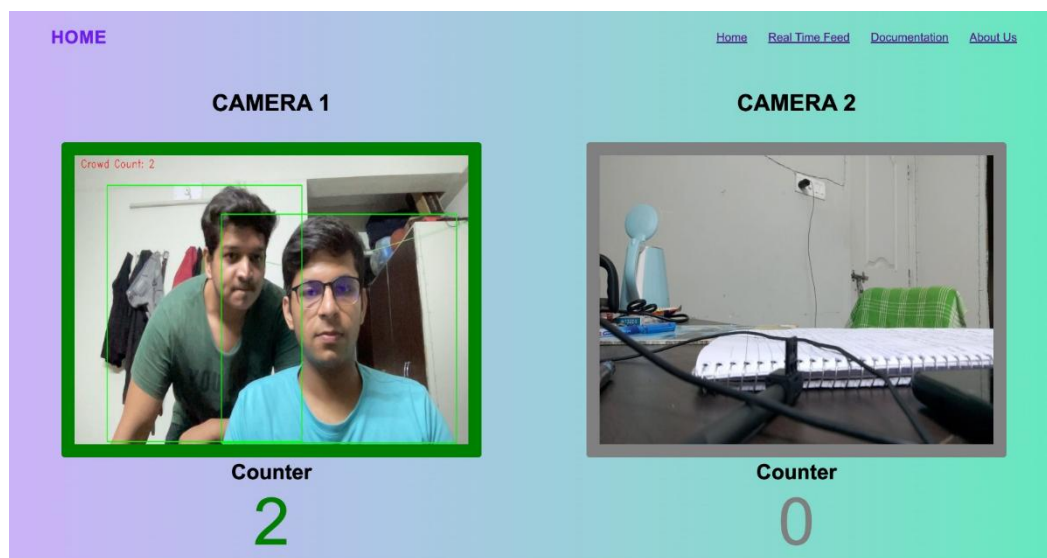 HOME
Home Real Time Feed Documentation About Us
CAMERA 1
CAMERA 2
Crowd Count: 2
Counter
2
Counter
0